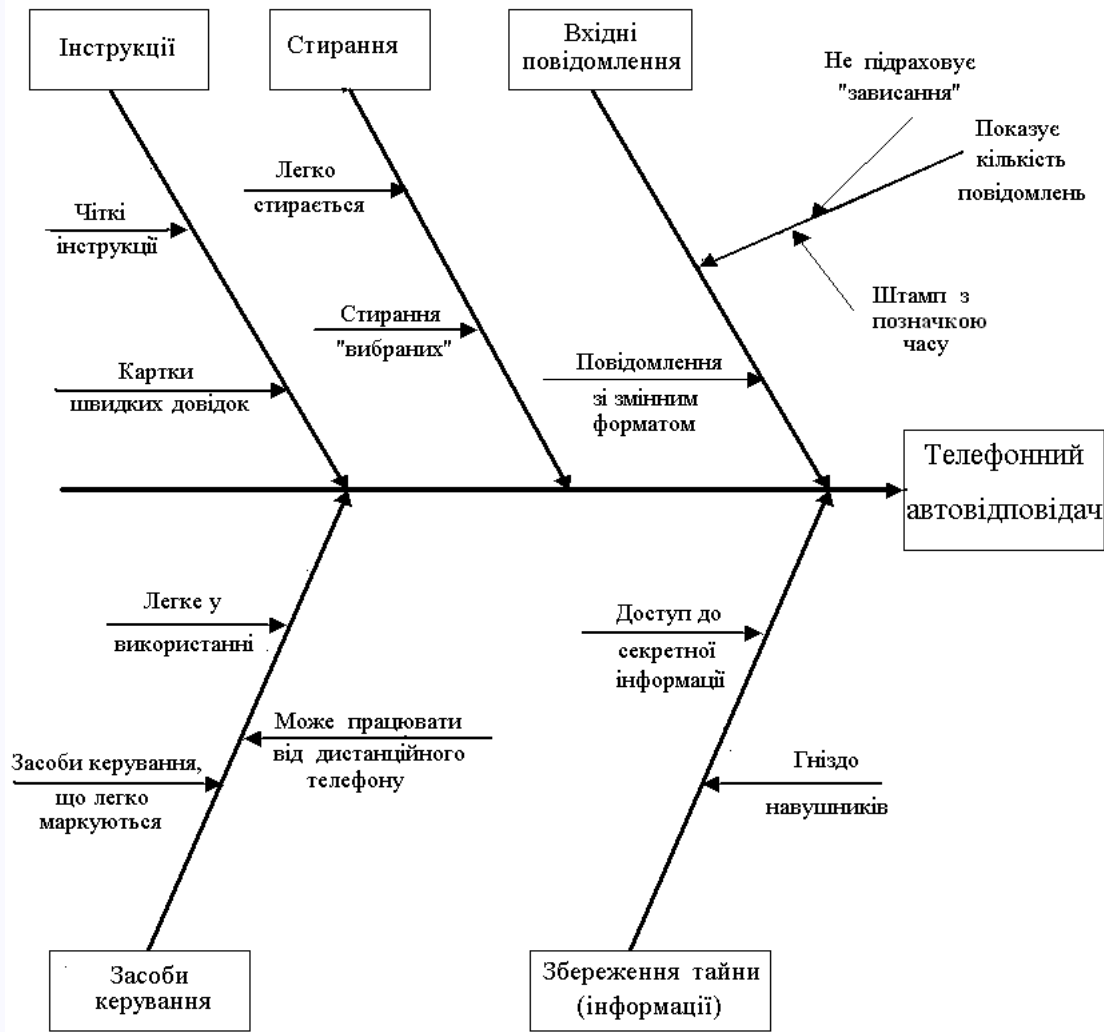 Інструкції
Стирання
Вхідні
повідомлення
Не підраховує
"зависання"
Показує
кількість
повідомлень
Легко
стирається
Чіткі
інструкції
Штамп з
позначкою
часу
Стирання
"вибраних"
Повідомлення
зі змінним
форматом
Картки
швидких довідок
Телефонний
автовідповідач
Легке у
використанні
Доступ до
секретної
інформації
Може працювати
від дистанційного
телефону
Засоби керування,
що легко
маркуються
Гніздо
навушників
Засоби
керування
Збереження тайни
(інформації)